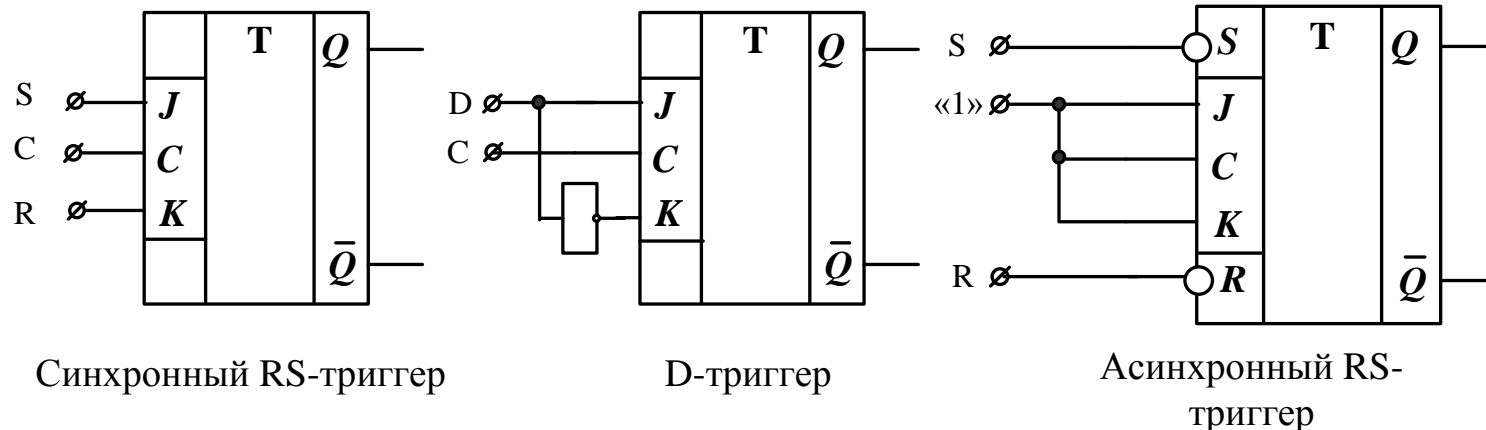 T Q
S J
C C
R K
Q̅
Синхронный RS-триггер
T Q
D J
C C
K
Q̅
D-триггер
S S T Q
«1» J
C
K
R R Q̅
Асинхронный RS-
триггер